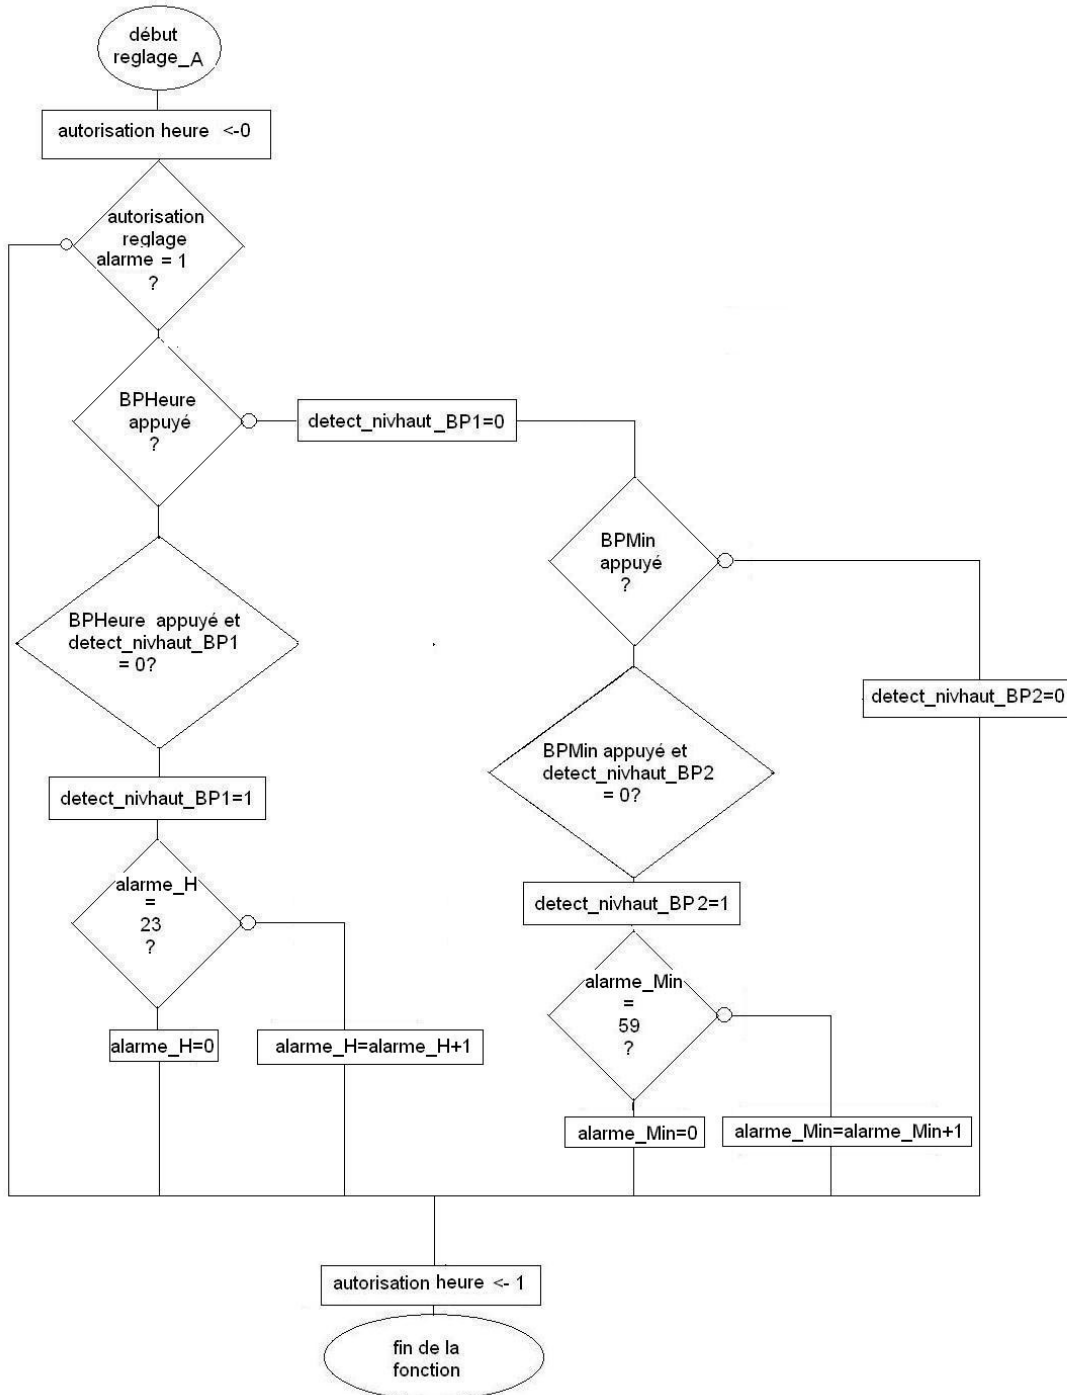 début
reglage_A
autorisation heure <-0
autorisation
reglage
alarme = 1
?
BPHeure
appuyé
?
detect_nivhaut_BP1=0
BPMin
appuyé
?
BPHeure appuyé et
detect_nivhaut_BP1
= 0?
detect_nivhaut_BP2=0
BPMin appuyé et
detect_nivhaut_BP2
= 0?
detect_nivhaut_BP1=1
alarme_H
=
23
?
detect_nivhaut_BP2=1
alarme_Min
=
59
?
alarme_H=0
alarme_H=alarme_H+1
alarme_Min=0
alarme_Min=alarme_Min+1
autorisation heure <- 1
fin de la
fonction